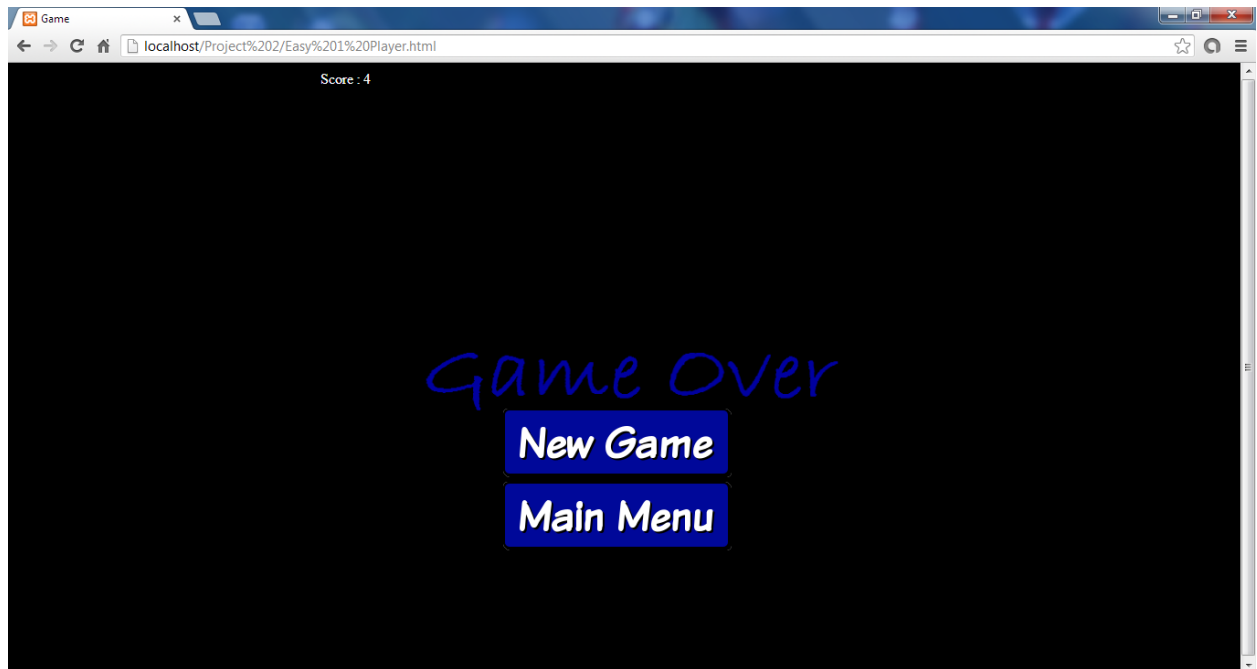 Game
localhost/Project%202/Easy%201%20Player.html
Score : 4
Game Over
New Game
Main Menu